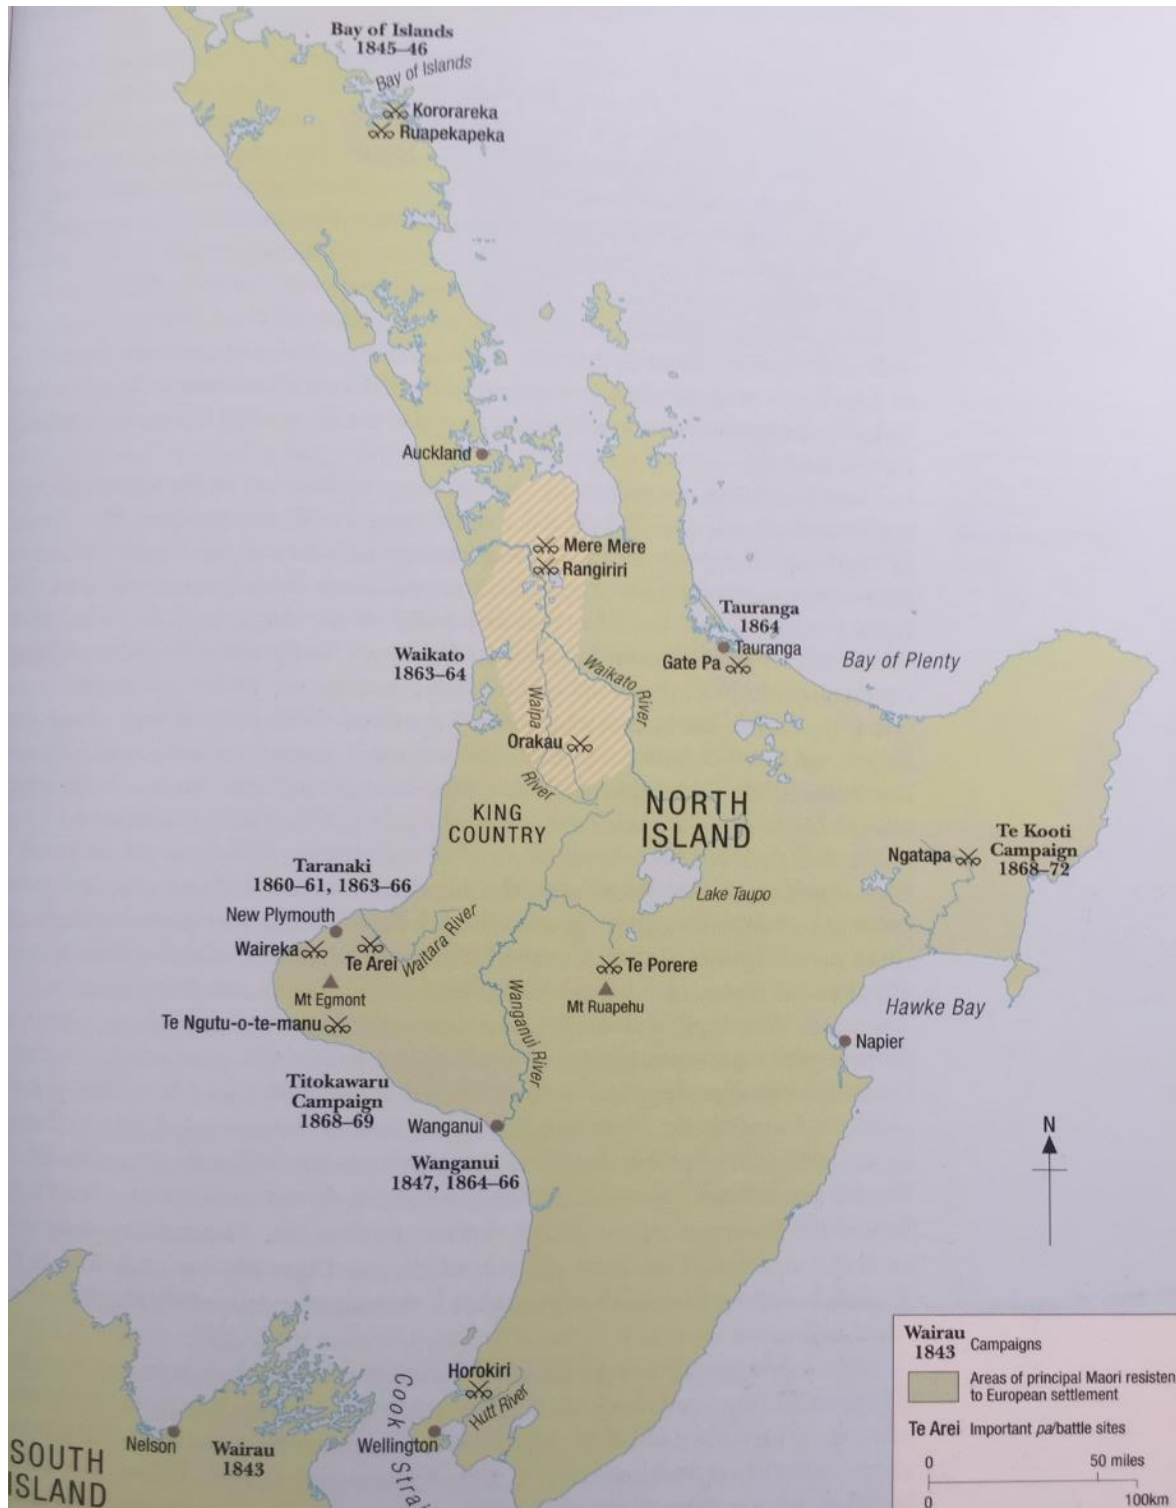 Bay of Islands
1845–46
Bay of Islands
Kororareka
Ruapekapeka
Auckland
Mere Mere
Rangiriri
Tauranga
1864
Tauranga
Gate Pa
Bay of Plenty
Waikato
1863–64
Waikato River
Waipa
River
Orakau
NORTH
ISLAND
KING
COUNTRY
Te Kooti
Campaign
1868–72
Ngatapa
Taranaki
1860–61, 1863–66
Lake Taupo
New Plymouth
Waireka
Te Arei
Waitara River
Te Porere
Mt Egmont
Mt Ruapehu
Wanganui River
Hawke Bay
Te Ngutu-o-te-manu
Napier
Titokawaru
Campaign
1868–69
Wanganui
Wanganui
1847, 1864–66
N
Horokiri
Hutt River
Cook Strai
Wellington
Nelson
Wairau
1843
SOUTH
ISLAND
Wairau
1843
Campaigns
Areas of principal Maori resisten
to European settlement
Te Arei
Important pa/battle sites
0
50 miles
0
100km